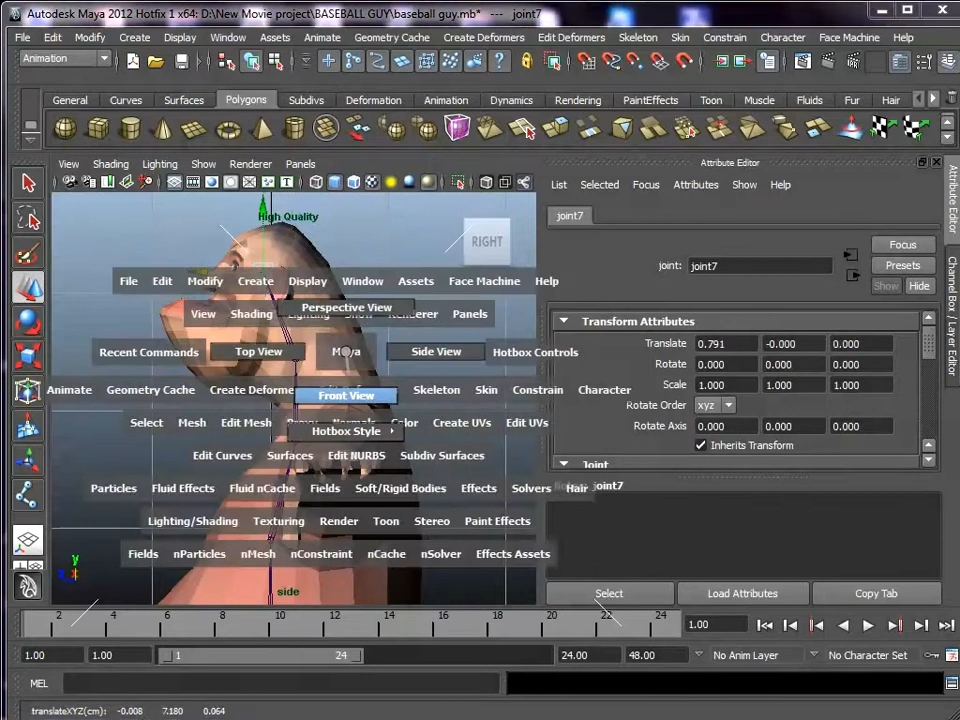 Autodesk Maya 2012 Hotfix 1 x64: D:\New Movie project\BASEBALL GUY\baseball guy.mb* --- joint7
File Edit Modify Create Display Window Assets Animate Geometry Cache Create Deformers Edit Deformers Skeleton Skin Constrain Character Face Machine Help
Animation
General Curves Surfaces Polygons Subdivs Deformation Animation Dynamics Rendering PaintEffects Toon Muscle Fluids Fur Hair
View Shading Lighting Show Renderer Panels
Attribute Editor
List Selected Focus Attributes Show Help
High Quality
RIGHT
joint7
Focus
joint: joint7
Presets
Show Hide
File Edit Modify Create Display Window Assets Face Machine Help
Perspective View
View Shading Renderer Panels
Transform Attributes
Translate 0.791 -0.000 0.000
Recent Commands Top View Maya Side View Hotbox Controls
Rotate 0.000 0.000 0.000
Scale 1.000 1.000 1.000
Animate Geometry Cache Create Deforme Front View Skeleton Skin Constrain Character
Rotate Order xyz
Select Mesh Edit Mesh Normals Color Create UVs Edit UVs
Rotate Axis 0.000 0.000 0.000
Hotbox Style
Inherits Transform
Edit Curves Surfaces Edit NURBS Subdiv Surfaces
Joint
Particles Fluid Effects Fluid nCache Fields Soft/Rigid Bodies Effects Solvers Hair
joint7
Lighting/Shading Texturing Render Toon Stereo Paint Effects
Fields nParticles nMesh nConstraint nCache nSolver Effects Assets
y
z
side
Select Load Attributes Copy Tab
Attribute Editor
Channel Box / Layer Editor
2 4 6 8 10 12 14 16 18 20 22 24
1.00
1.00 1.00 1 24 24.00 48.00 No Anim Layer No Character Set
MEL
translateXYZ(cm): -0.008 7.180 0.064